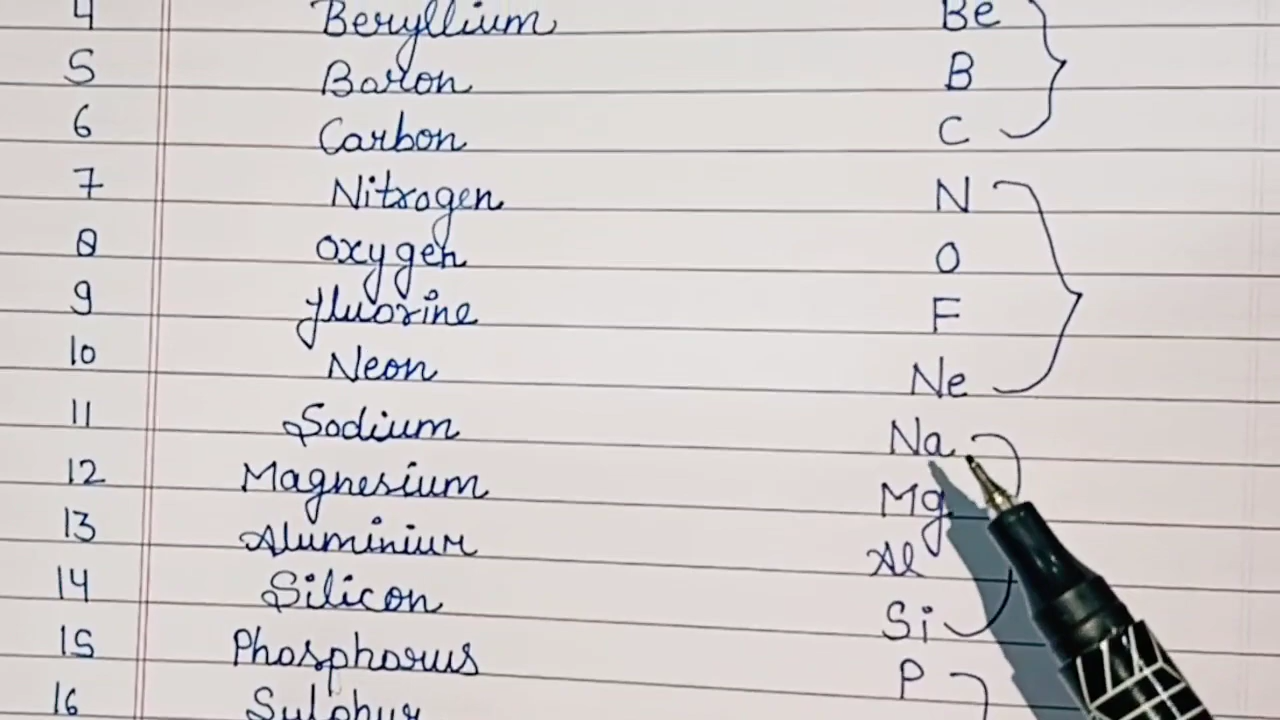 4 Beryllium Be
5 Baron B
6 Carbon C
7 Nitrogen N
8 Oxygen O
9 fluorine F
10 Neon Ne
11 Sodium Na
12 Magnesium Mg
13 Aluminium Al
14 Silicon Si
15 Phosphorus P
16 Sulphur